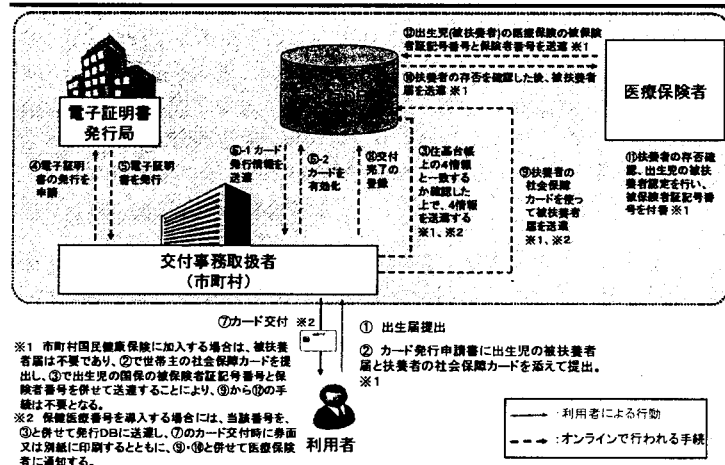 ⑫出生児(被扶養者)の医療保険の被保険
者証記号番号と保険者番号を送達 ※1
⑩扶養者の存否を確認した後、被扶養者
届を送達 ※1
医療保険者
電子証明書
発行局
④電子証明
書の発行を
申請
⑤電子証明
書を発行
⑥-1 カード
発行情報を
送達
⑥-2
カードを
有効化
⑧交付
完了の
登録
③住基台帳
上の4情報
と一致する
か確認した
上で、4情報
を送達する
※1、※2
⑨扶養者の
社会保障
カードを使っ
て被扶養者
届を送達
※1、※2
⑪扶養者の存否確
認、出生児の被扶
養者認定を行い、
被保険者証記号番
号を付番 ※1
交付事務取扱者
(市町村)
⑦カード交付 ※2
① 出生届提出
② カード発行申請書に出生児の被扶養者
届と扶養者の社会保障カードを添えて提出。
※1
※1 市町村国民健康保険に加入する場合は、被扶養
者届は不要であり、②で世帯主の社会保障カードを提
出し、③で出生児の国保の被保険者証記号番号と保
険者番号を併せて送達することにより、⑨から⑫の手
続は不要となる。
※2 保健医療番号を導入する場合には、当該番号を、
③と併せて発行DBに送達し、⑦のカード交付時に券面
又は別紙に印刷するとともに、⑨・⑩と併せて医療保険
者に通知する。
利用者
:利用者による行動
:オンラインで行われる手続